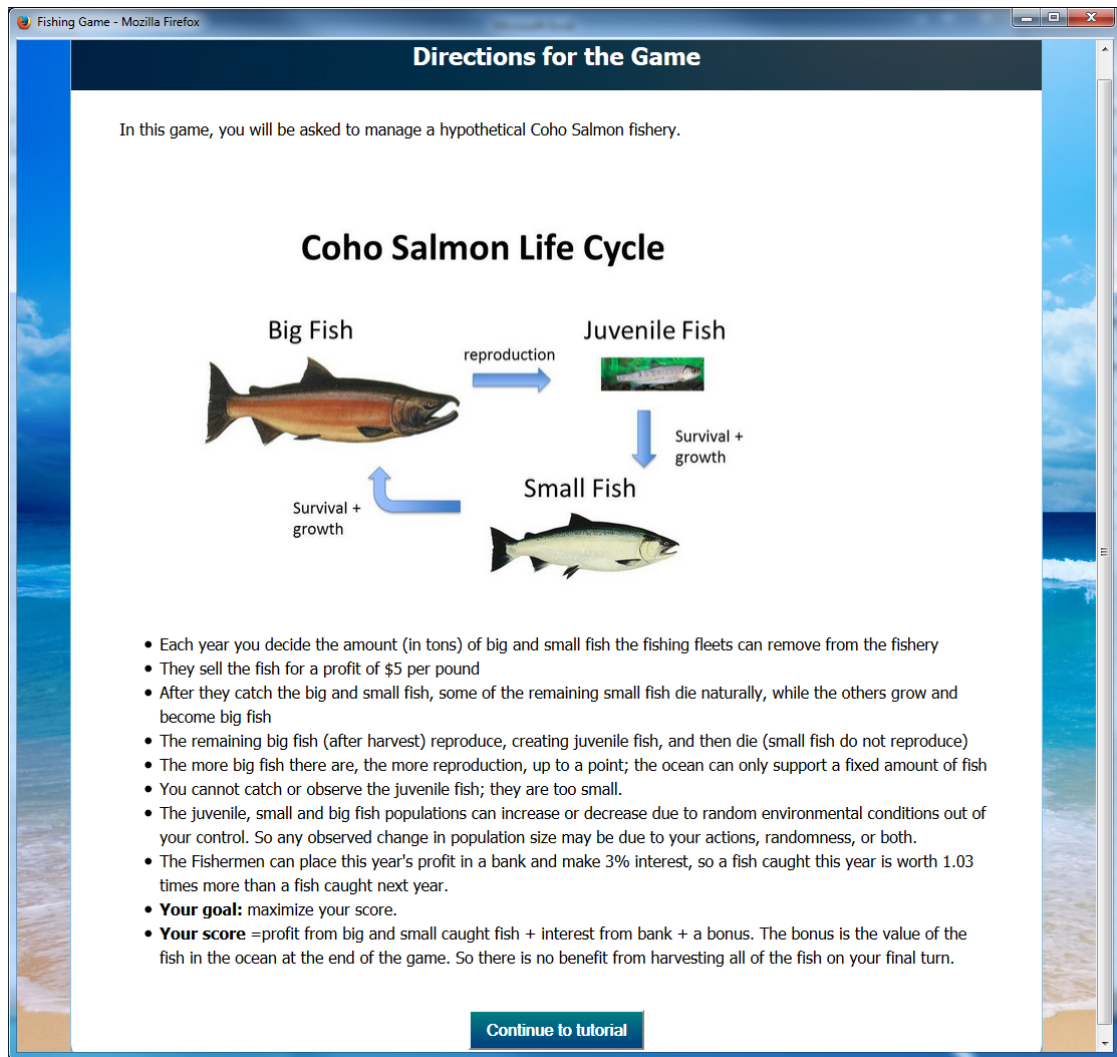 Fishing Game - Mozilla Firefox
Directions for the Game
In this game, you will be asked to manage a hypothetical Coho Salmon fishery.
Coho Salmon Life Cycle
Big Fish
Juvenile Fish
reproduction
Survival +
growth
Small Fish
Survival +
growth
• Each year you decide the amount (in tons) of big and small fish the fishing fleets can remove from the fishery
• They sell the fish for a profit of $5 per pound
• After they catch the big and small fish, some of the remaining small fish die naturally, while the others grow and
become big fish
• The remaining big fish (after harvest) reproduce, creating juvenile fish, and then die (small fish do not reproduce)
• The more big fish there are, the more reproduction, up to a point; the ocean can only support a fixed amount of fish
• You cannot catch or observe the juvenile fish; they are too small.
• The juvenile, small and big fish populations can increase or decrease due to random environmental conditions out of
your control. So any observed change in population size may be due to your actions, randomness, or both.
• The Fishermen can place this year's profit in a bank and make 3% interest, so a fish caught this year is worth 1.03
times more than a fish caught next year.
• Your goal: maximize your score.
• Your score =profit from big and small caught fish + interest from bank + a bonus. The bonus is the value of the
fish in the ocean at the end of the game. So there is no benefit from harvesting all of the fish on your final turn.
Continue to tutorial